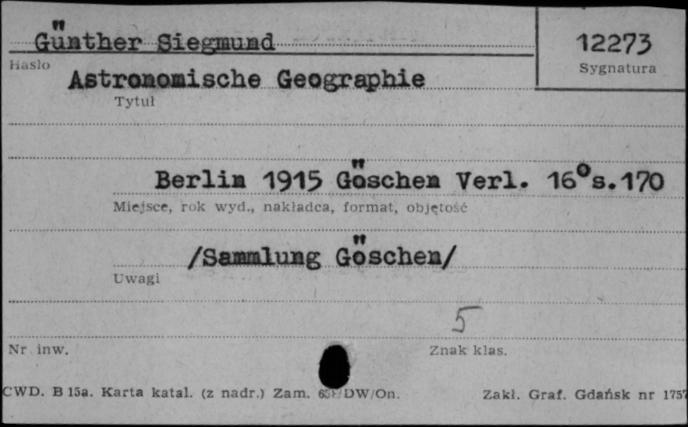 Günther Siegmund
12273
Hasło
Sygnatura
Astronomische Geographie
Tytuł
Berlin 1915 Göschen Verl. 16°s.170
Miejsce, rok wyd., nakładca, format, objętość
/Sammlung Göschen/
Uwagi
5
Nr inw.
Znak klas.
CWD. B 15a. Karta katal. (z nadr.) Zam. DW/On.
Zakł. Graf. Gdańsk nr 1757